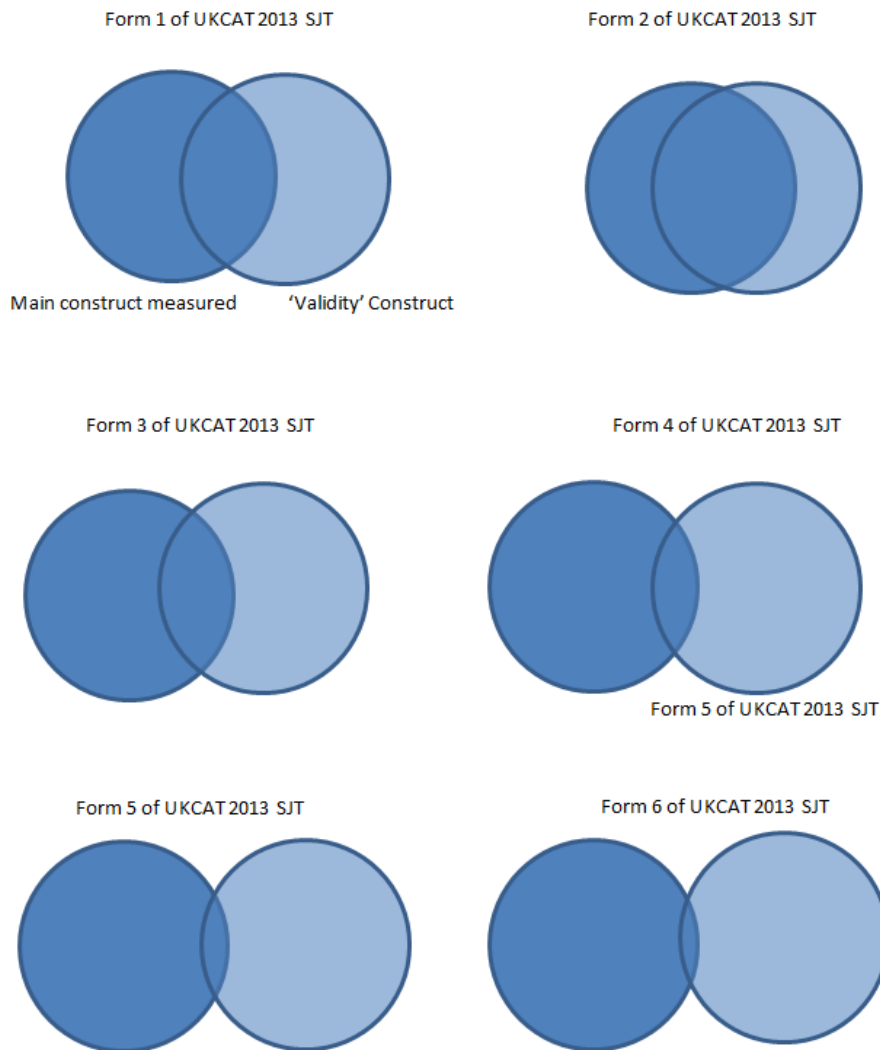 Form 1 of UKCAT 2013 SJT
Form 2 of UKCAT 2013 SJT
Main construct measured
‘Validity’ Construct
Form 3 of UKCAT 2013 SJT
Form 4 of UKCAT 2013 SJT
Form 5 of UKCAT 2013 SJT
Form 5 of UKCAT 2013 SJT
Form 6 of UKCAT 2013 SJT